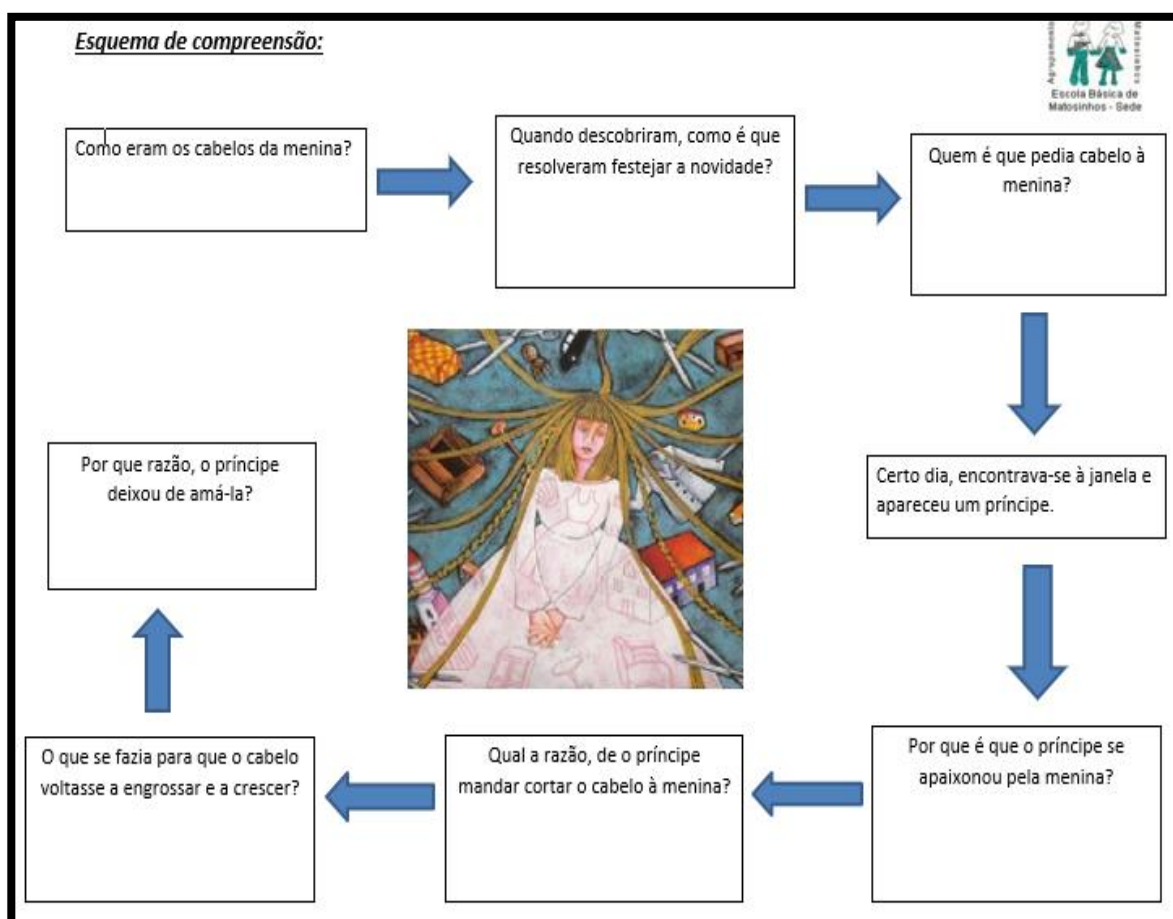 Esquema de compreensão:
Agrupamento
Matosinhos
Escola Básica de
Matosinhos - Sede
Como eram os cabelos da menina?
Quando descobriram, como é que
resolveram festejar a novidade?
Quem é que pedia cabelo à
menina?
Certo dia, encontrava-se à janela e
apareceu um príncipe.
Por que é que o príncipe se
apaixonou pela menina?
Qual a razão, de o príncipe
mandar cortar o cabelo à menina?
O que se fazia para que o cabelo
voltasse a engrossar e a crescer?
Por que razão, o príncipe
deixou de amá-la?